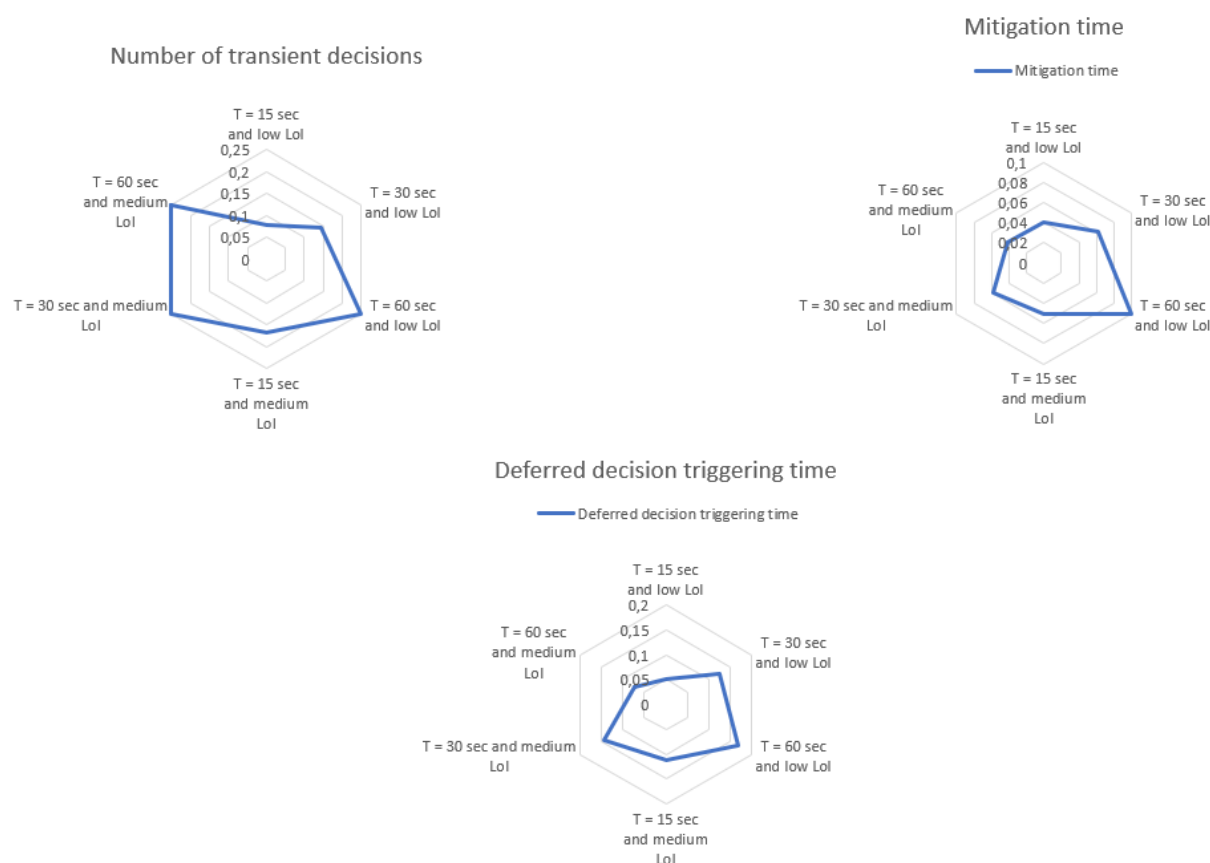 Number of transient decisions
T = 15 sec
and low LoI
0,25
0,2
0,15
0,1
0,05
0
T = 30 sec
and low LoI
T = 60 sec
and low LoI
T = 15 sec
and medium
LoI
T = 30 sec and medium
LoI
T = 60 sec
and medium
LoI
Mitigation time
Mitigation time
T = 15 sec
and low LoI
0,1
0,08
0,06
0,04
0,02
0
T = 30 sec
and low LoI
T = 60 sec
and low LoI
T = 15 sec
and medium
LoI
T = 30 sec and medium
LoI
T = 60 sec
and medium
LoI
Deferred decision triggering time
Deferred decision triggering time
T = 15 sec
and low LoI
0,2
0,15
0,1
0,05
0
T = 30 sec
and low LoI
T = 60 sec
and low LoI
T = 15 sec
and medium
LoI
T = 30 sec and medium
LoI
T = 60 sec
and medium
LoI